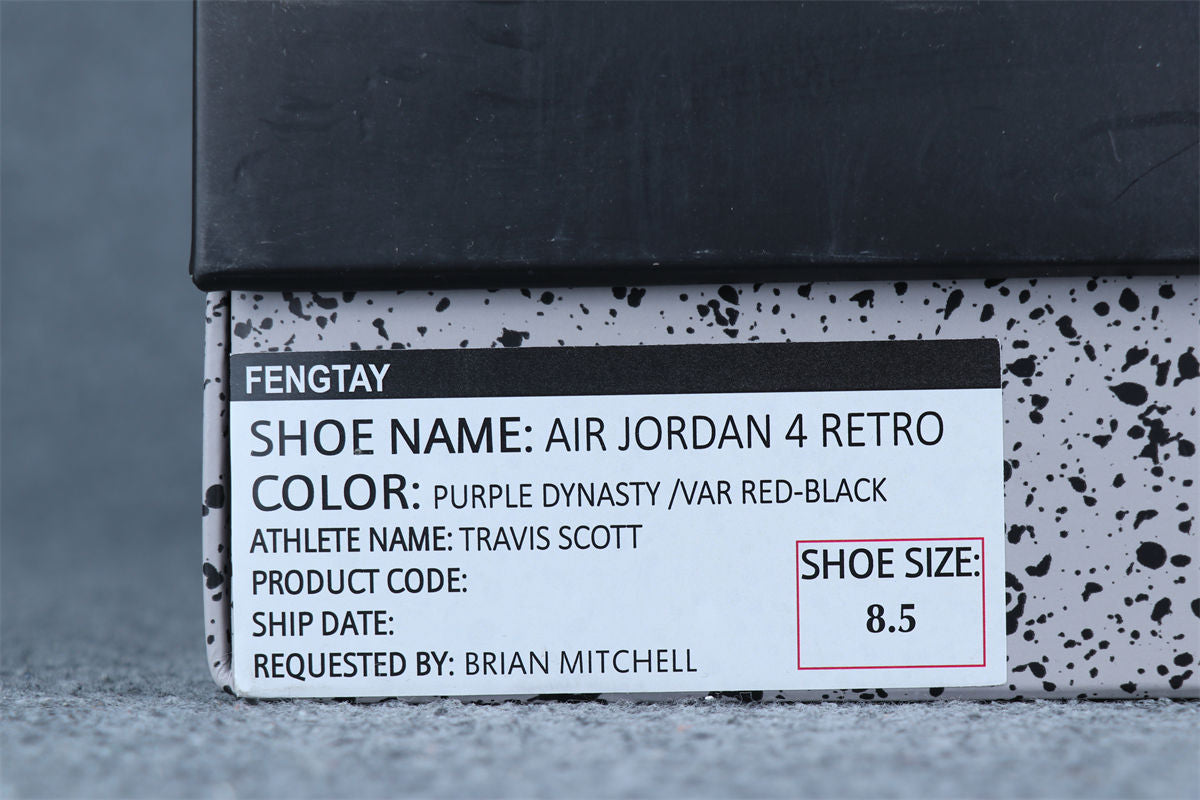 FENGTAY
SHOE NAME: AIR JORDAN 4 RETRO
COLOR: PURPLE DYNASTY /VAR RED-BLACK
ATHLETE NAME: TRAVIS SCOTT
PRODUCT CODE:
SHIP DATE:
REQUESTED BY: BRIAN MITCHELL
SHOE SIZE:
8.5